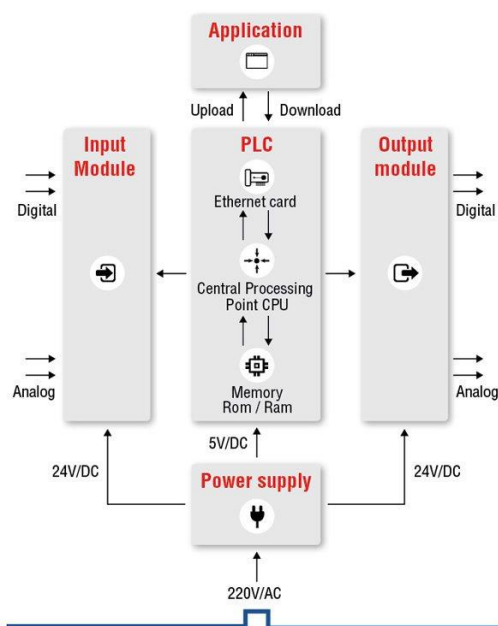 Application
Upload
Download
Input
Module
PLC
Output
module
Ethernet card
Digital
Digital
Central Processing
Point CPU
Memory
Rom / Ram
Analog
Analog
5V/DC
24V/DC
24V/DC
Power supply
220V/AC